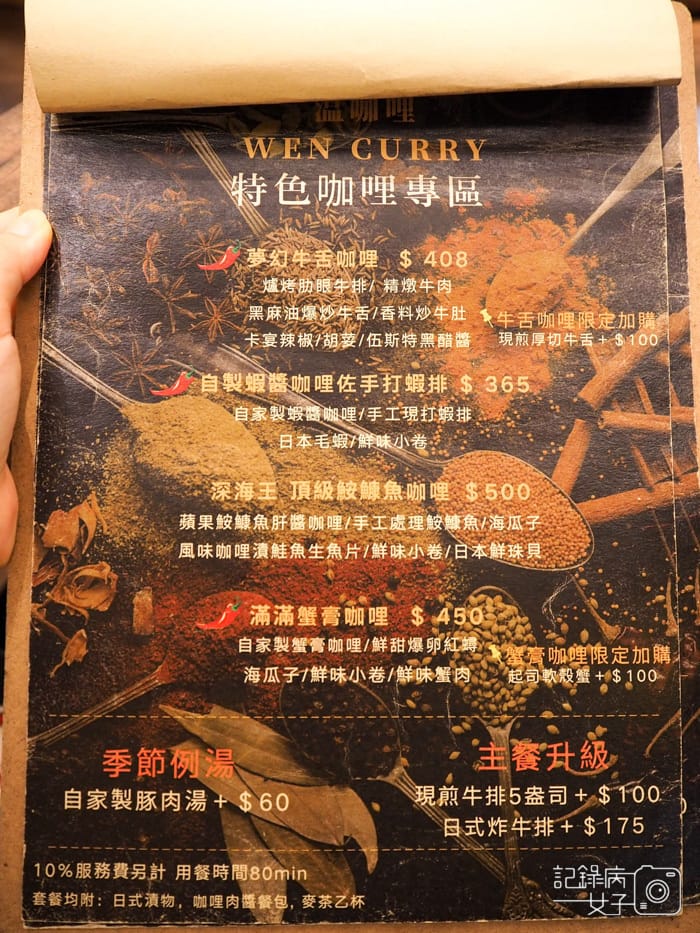 溫咖哩
WEN CURRY
特色咖哩專區
夢幻牛舌咖哩 $ 408
爐烤肋眼牛排/ 精燉牛肉
黑麻油爆炒牛舌/香料炒牛肚
卡宴辣椒/胡荽/伍斯特黑醋醬
牛舌咖哩限定加購
現煎厚切牛舌+$100
自製蝦醬咖哩佐手打蝦排 $ 365
自家製蝦醬咖哩/手工現打蝦排
日本毛蝦/鮮味小卷
深海王 頂級鮟鱇魚咖哩 $500
蘋果鮟鱇魚肝醬咖哩/手工處理鮟鱇魚/海瓜子
風味咖哩漬鮭魚生魚片/鮮味小卷/日本鮮珠貝
滿滿蟹膏咖哩 $ 450
自家製蟹膏咖哩/鮮甜爆卵紅蟳
海瓜子/鮮味小卷/鮮味蟹肉
蟹膏咖哩限定加購
起司軟殼蟹+$100
季節例湯
自家製豚肉湯+$60
主餐升級
現煎牛排5盎司+$100
日式炸牛排+$175
10%服務費另計 用餐時間80min
套餐均附：日式漬物，咖哩肉醬餐包，麥茶乙杯
記錄病
女子